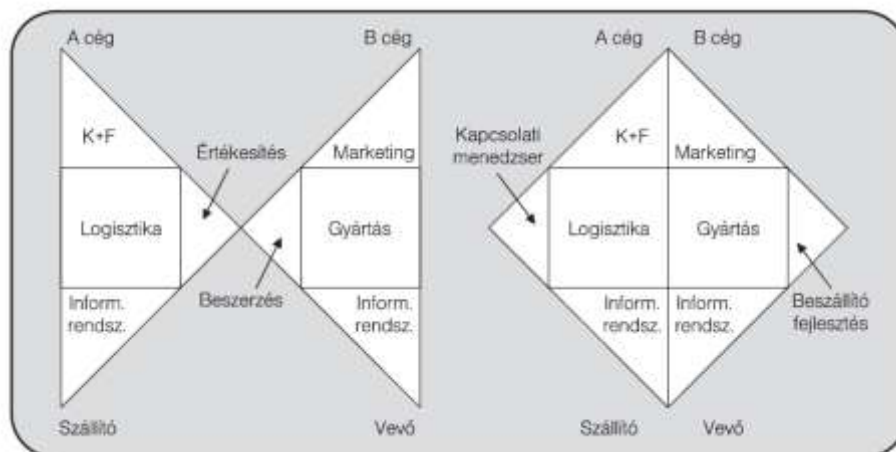 A cég
B cég
K+F
Értékesítés
Marketing
Logisztika
Gyártás
Beszerzés
Inform.
rendsz.
Inform.
rendsz.
Szállító
Vevő
A cég
B cég
Kapcsolati
menedzser
K+F
Marketing
Logisztika
Gyártás
Inform.
rendsz.
Inform.
rendsz.
Beszállító
fejlesztés
Szállító
Vevő